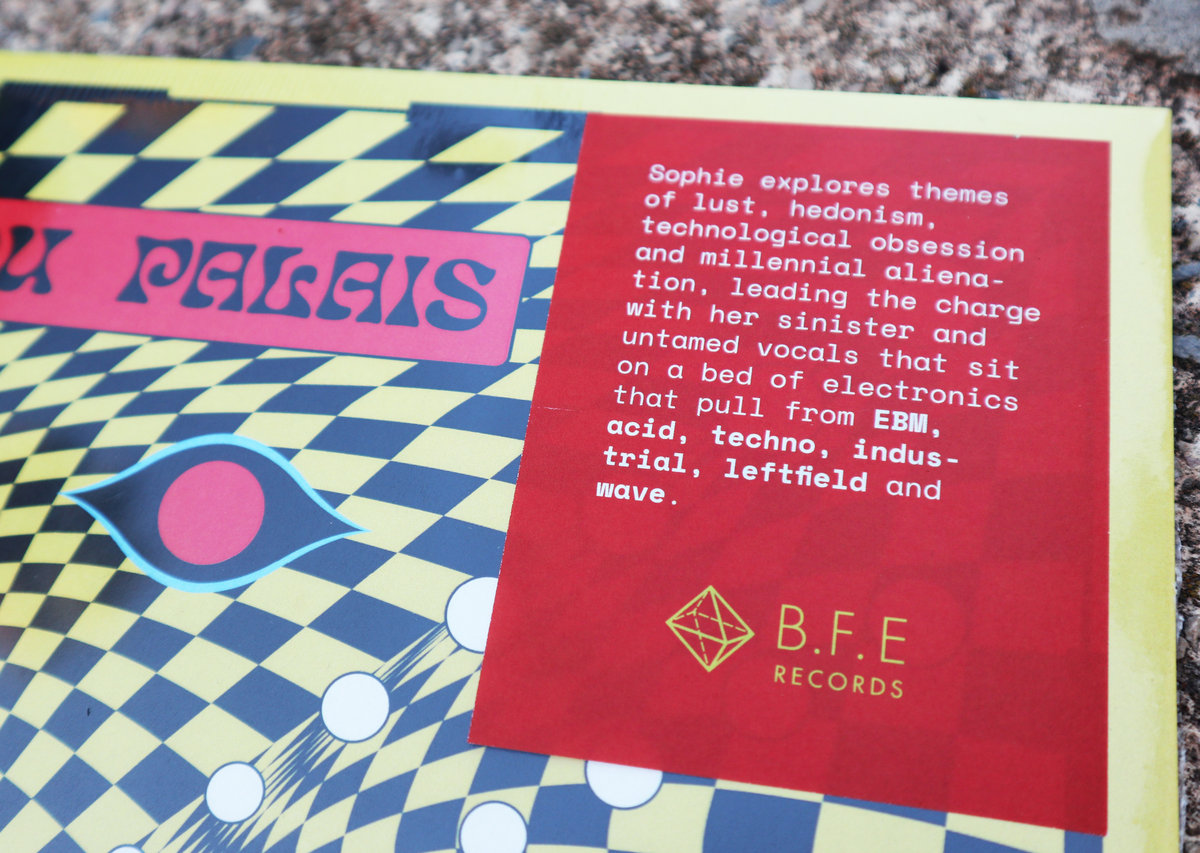 DU PALAIS
Sophie explores themes
of lust, hedonism,
technological obsession
and millennial aliena-
tion, leading the charge
with her sinister and
untamed vocals that sit
on a bed of electronics
that pull from EBM,
acid, techno, indus-
trial, leftfield and
wave.
B.F.E
RECORDS